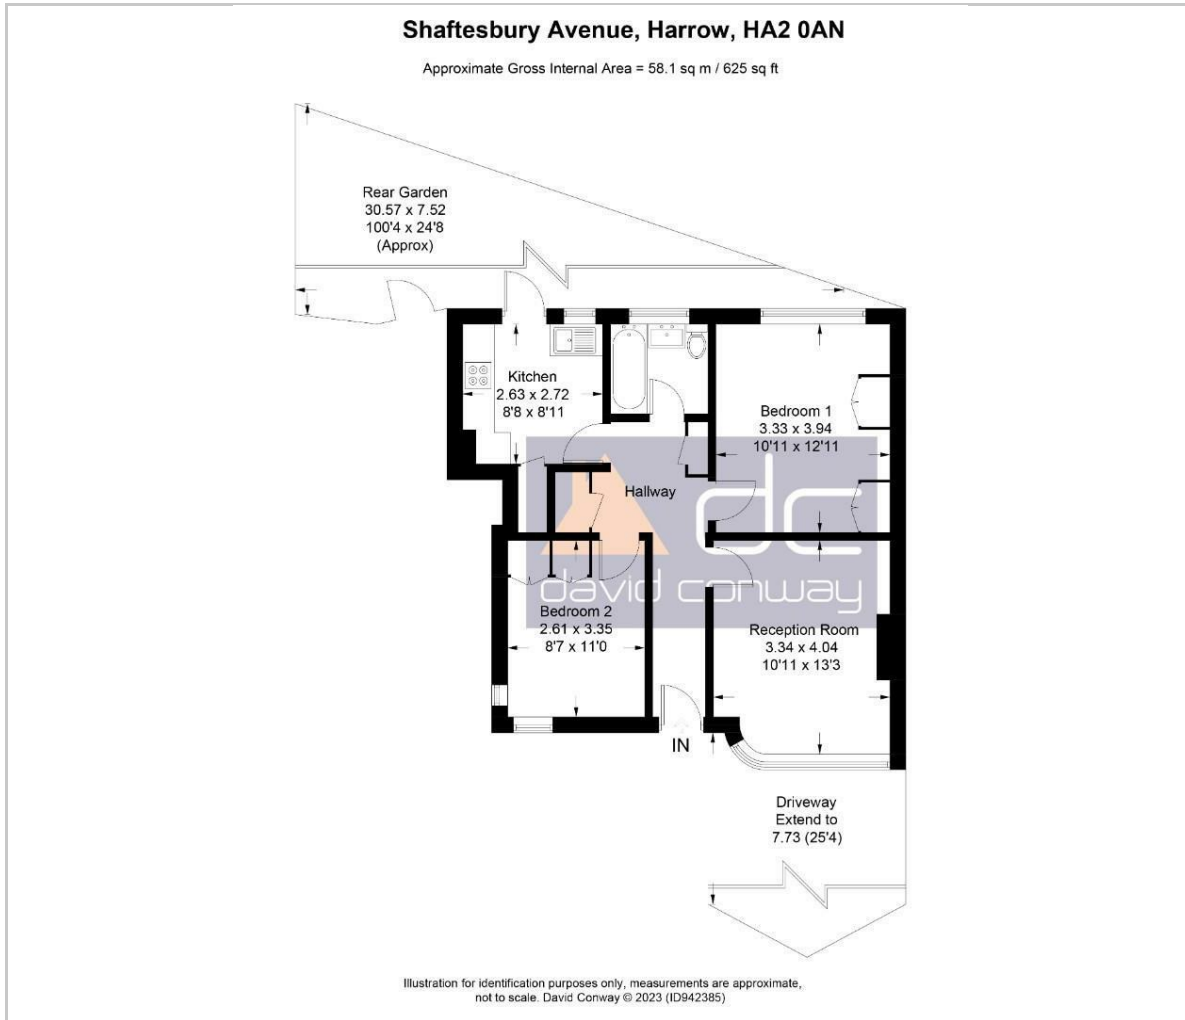 Shaftesbury Avenue, Harrow, HA2 0AN
Approximate Gross Internal Area = 58.1 sq m / 625 sq ft
Rear Garden
30.57 x 7.52
100'4 x 24'8
(Approx)
Kitchen
2.63 x 2.72
8'8 x 8'11
Bedroom 1
3.33 x 3.94
10'11 x 12'11
Hallway
dc
david conway
Bedroom 2
2.61 x 3.35
8'7 x 11'0
Reception Room
3.34 x 4.04
10'11 x 13'3
IN
Driveway
Extend to
7.73 (25'4)
Illustration for identification purposes only, measurements are approximate,
not to scale. David Conway © 2023 (ID942385)